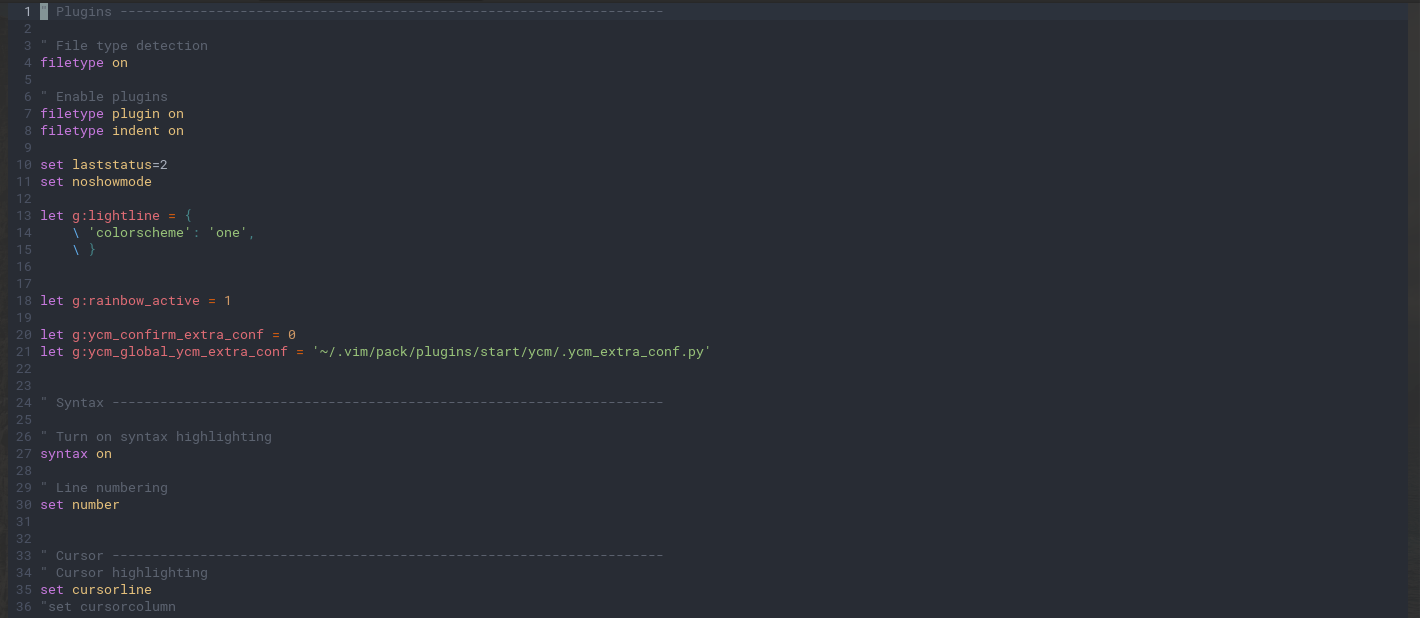 1 " Plugins --------------------------------------------------------------------
2
3 " File type detection
4 filetype on
5
6 " Enable plugins
7 filetype plugin on
8 filetype indent on
9
10 set laststatus=2
11 set noshowmode
12
13 let g:lightline = {
14     \ 'colorscheme': 'one',
15     \ }
16
17
18 let g:rainbow_active = 1
19
20 let g:ycm_confirm_extra_conf = 0
21 let g:ycm_global_ycm_extra_conf = '~/.vim/pack/plugins/start/ycm/.ycm_extra_conf.py'
22
23
24 " Syntax ---------------------------------------------------------------------
25
26 " Turn on syntax highlighting
27 syntax on
28
29 " Line numbering
30 set number
31
32
33 " Cursor ---------------------------------------------------------------------
34 " Cursor highlighting
35 set cursorline
36 "set cursorcolumn